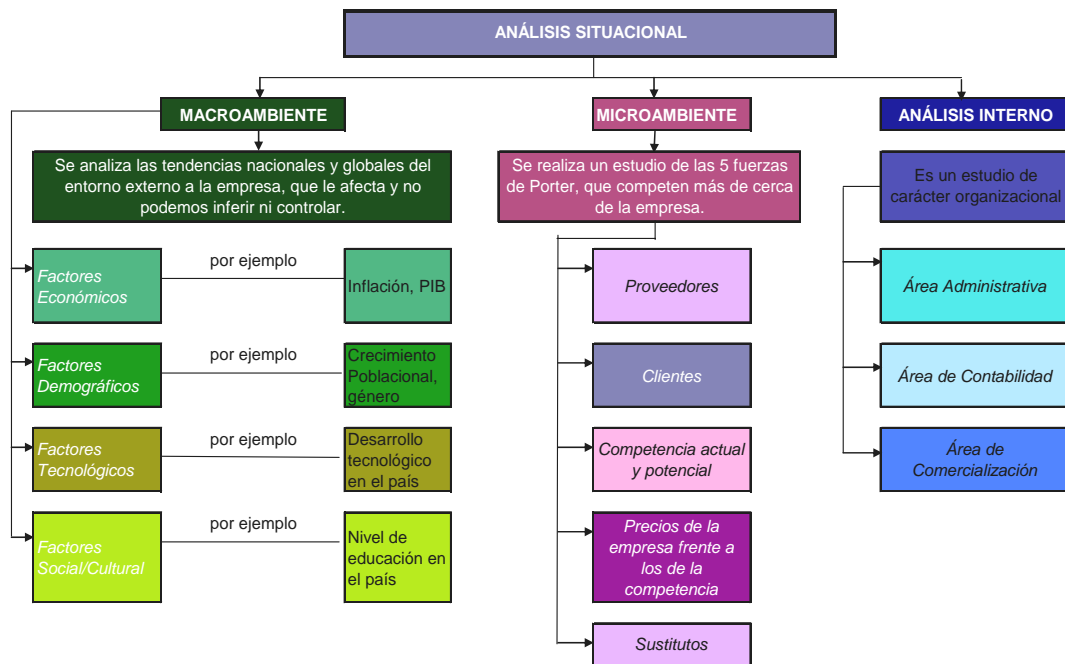 ANÁLISIS SITUACIONAL
MACROAMBIENTE
Se analiza las tendencias nacionales y globales del
entorno externo a la empresa, que le afecta y no
podemos inferir ni controlar.
Factores
Económicos
por ejemplo
Inflación, PIB
Factores
Demográficos
por ejemplo
Crecimiento
Poblacional,
género
Factores
Tecnológicos
por ejemplo
Desarrollo
tecnológico
en el país
Factores
Social/Cultural
por ejemplo
Nivel de
educación en
el país
MICROAMBIENTE
Se realiza un estudio de las 5 fuerzas
de Porter, que competen más de cerca
de la empresa.
Proveedores
Clientes
Competencia actual
y potencial
Precios de la
empresa frente a
los de la
competencia
Sustitutos
ANÁLISIS INTERNO
Es un estudio de
carácter organizacional
Área Administrativa
Área de Contabilidad
Área de
Comercialización